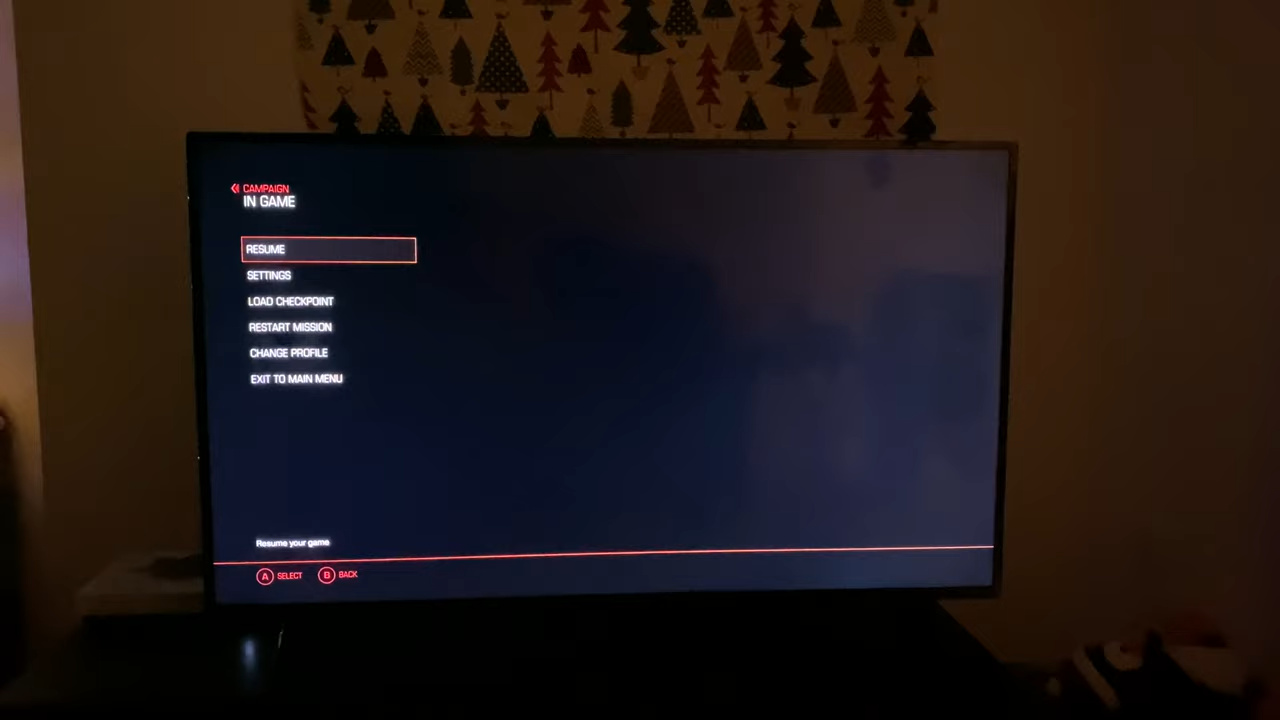 CAMPAIGN
IN GAME
RESUME
SETTINGS
LOAD CHECKPOINT
RESTART MISSION
CHANGE PROFILE
EXIT TO MAIN MENU
Resume your game
A SELECT B BACK